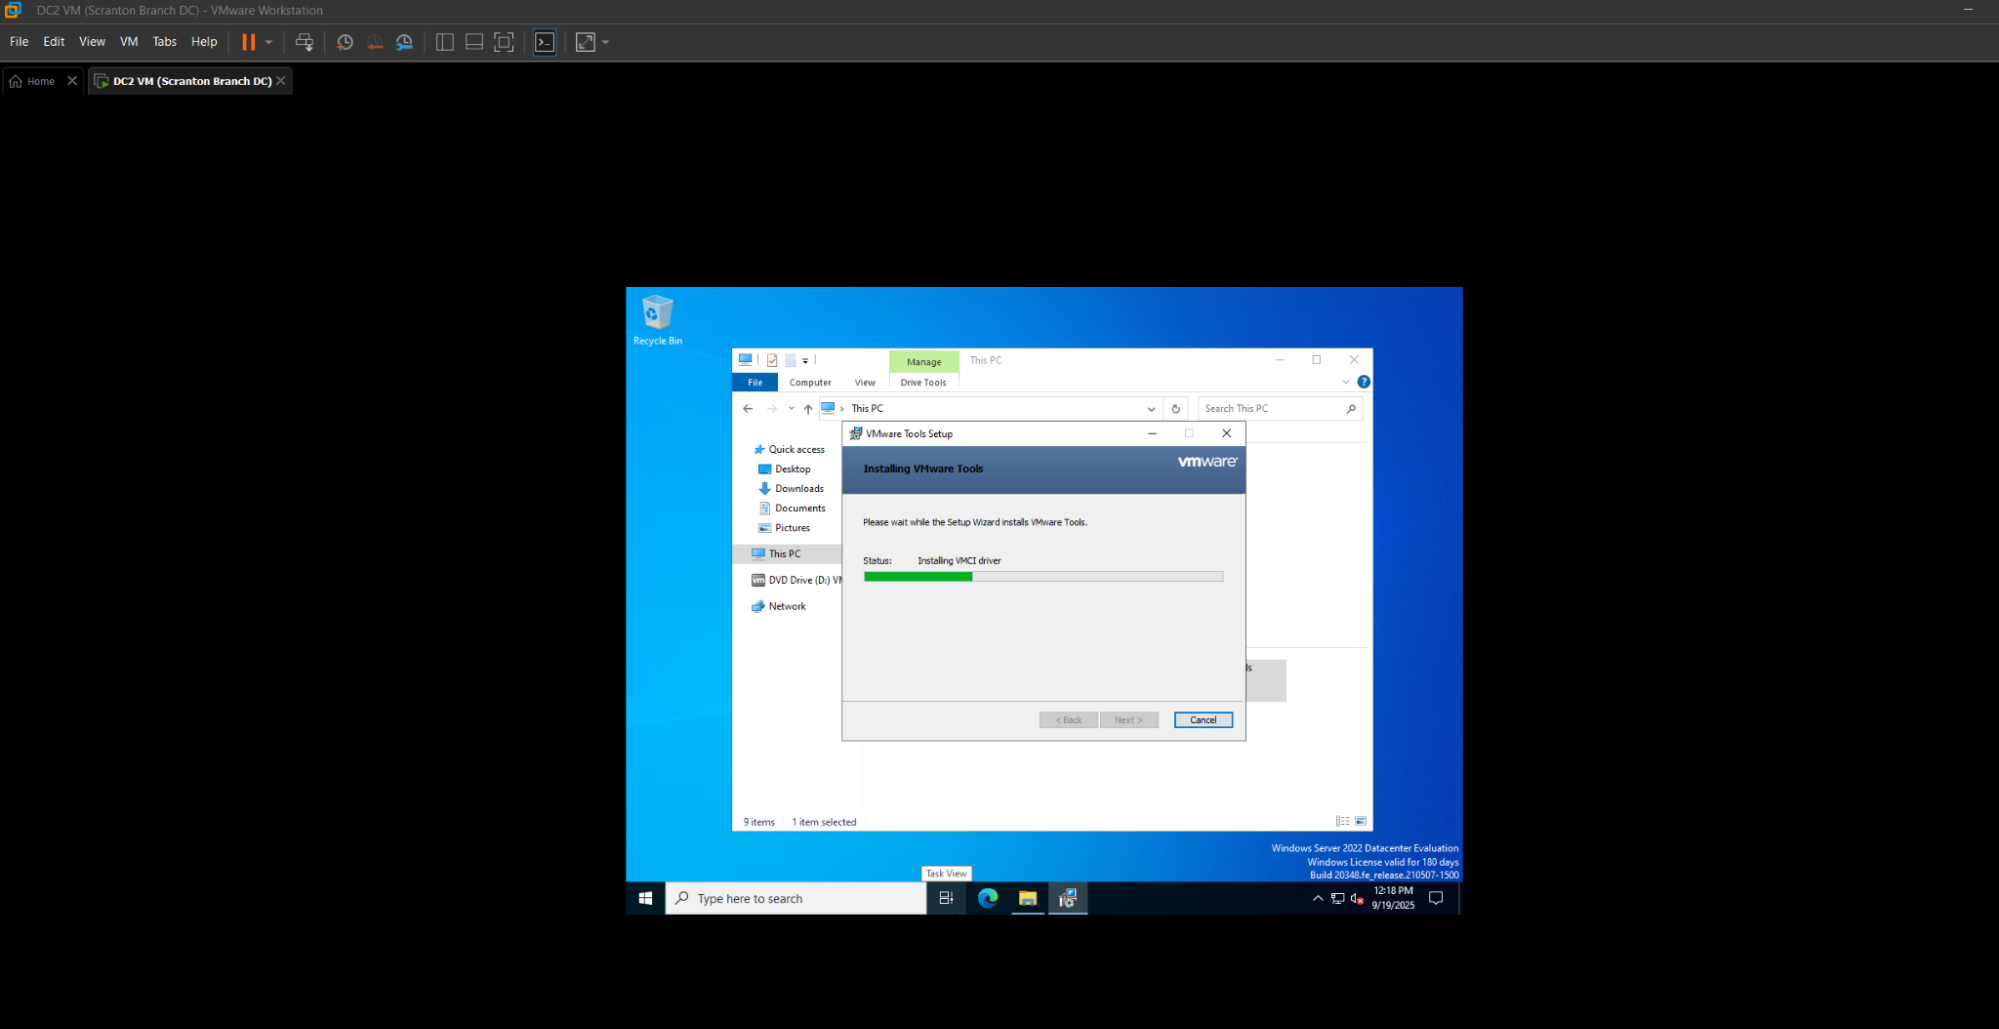 DC2 VM (Scranton Branch DC) - VMware Workstation
File Edit View VM Tabs Help
Home DC2 VM (Scranton Branch DC)
Recycle Bin
Manage This PC
File Computer View Drive Tools
This PC Search This PC
VMware Tools Setup
Quick access
Installing VMware Tools vmware
Desktop
Downloads
Documents
Please wait while the Setup Wizard installs VMware Tools.
Pictures
This PC
Status: Installing VMCI driver
DVD Drive (D:) VM
Network
ls
< Back Next > Cancel
9 items 1 item selected
Windows Server 2022 Datacenter Evaluation
Windows License valid for 180 days
Build 20348.fe_release.210507-1500
Task View
Type here to search
12:18 PM
9/19/2025